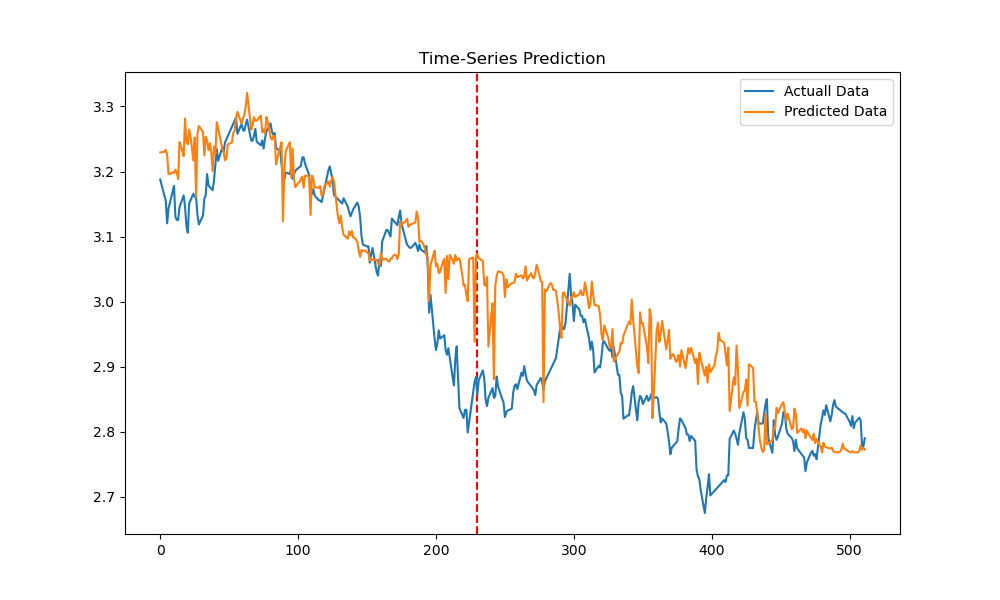 Time-Series Prediction
Actuall Data
Predicted Data
3.3
3.2
3.1
3.0
2.9
2.8
2.7
0 100 200 300 400 500